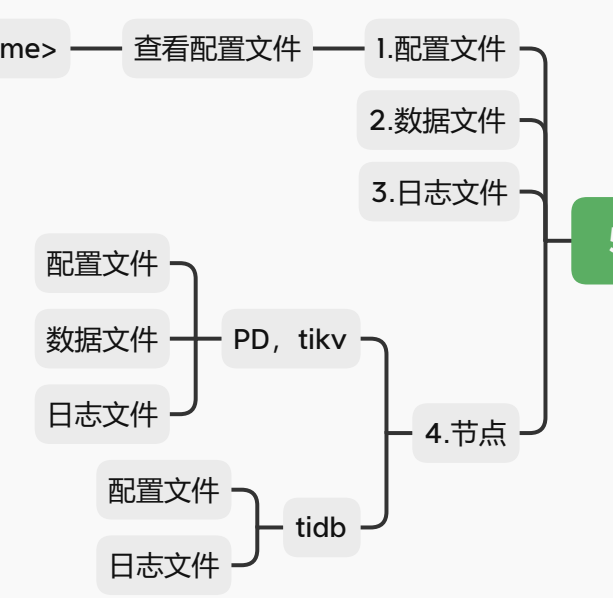 me>
查看配置文件
1.配置文件
2.数据文件
3.日志文件
配置文件
数据文件
PD，tikv
日志文件
4.节点
配置文件
tidb
日志文件